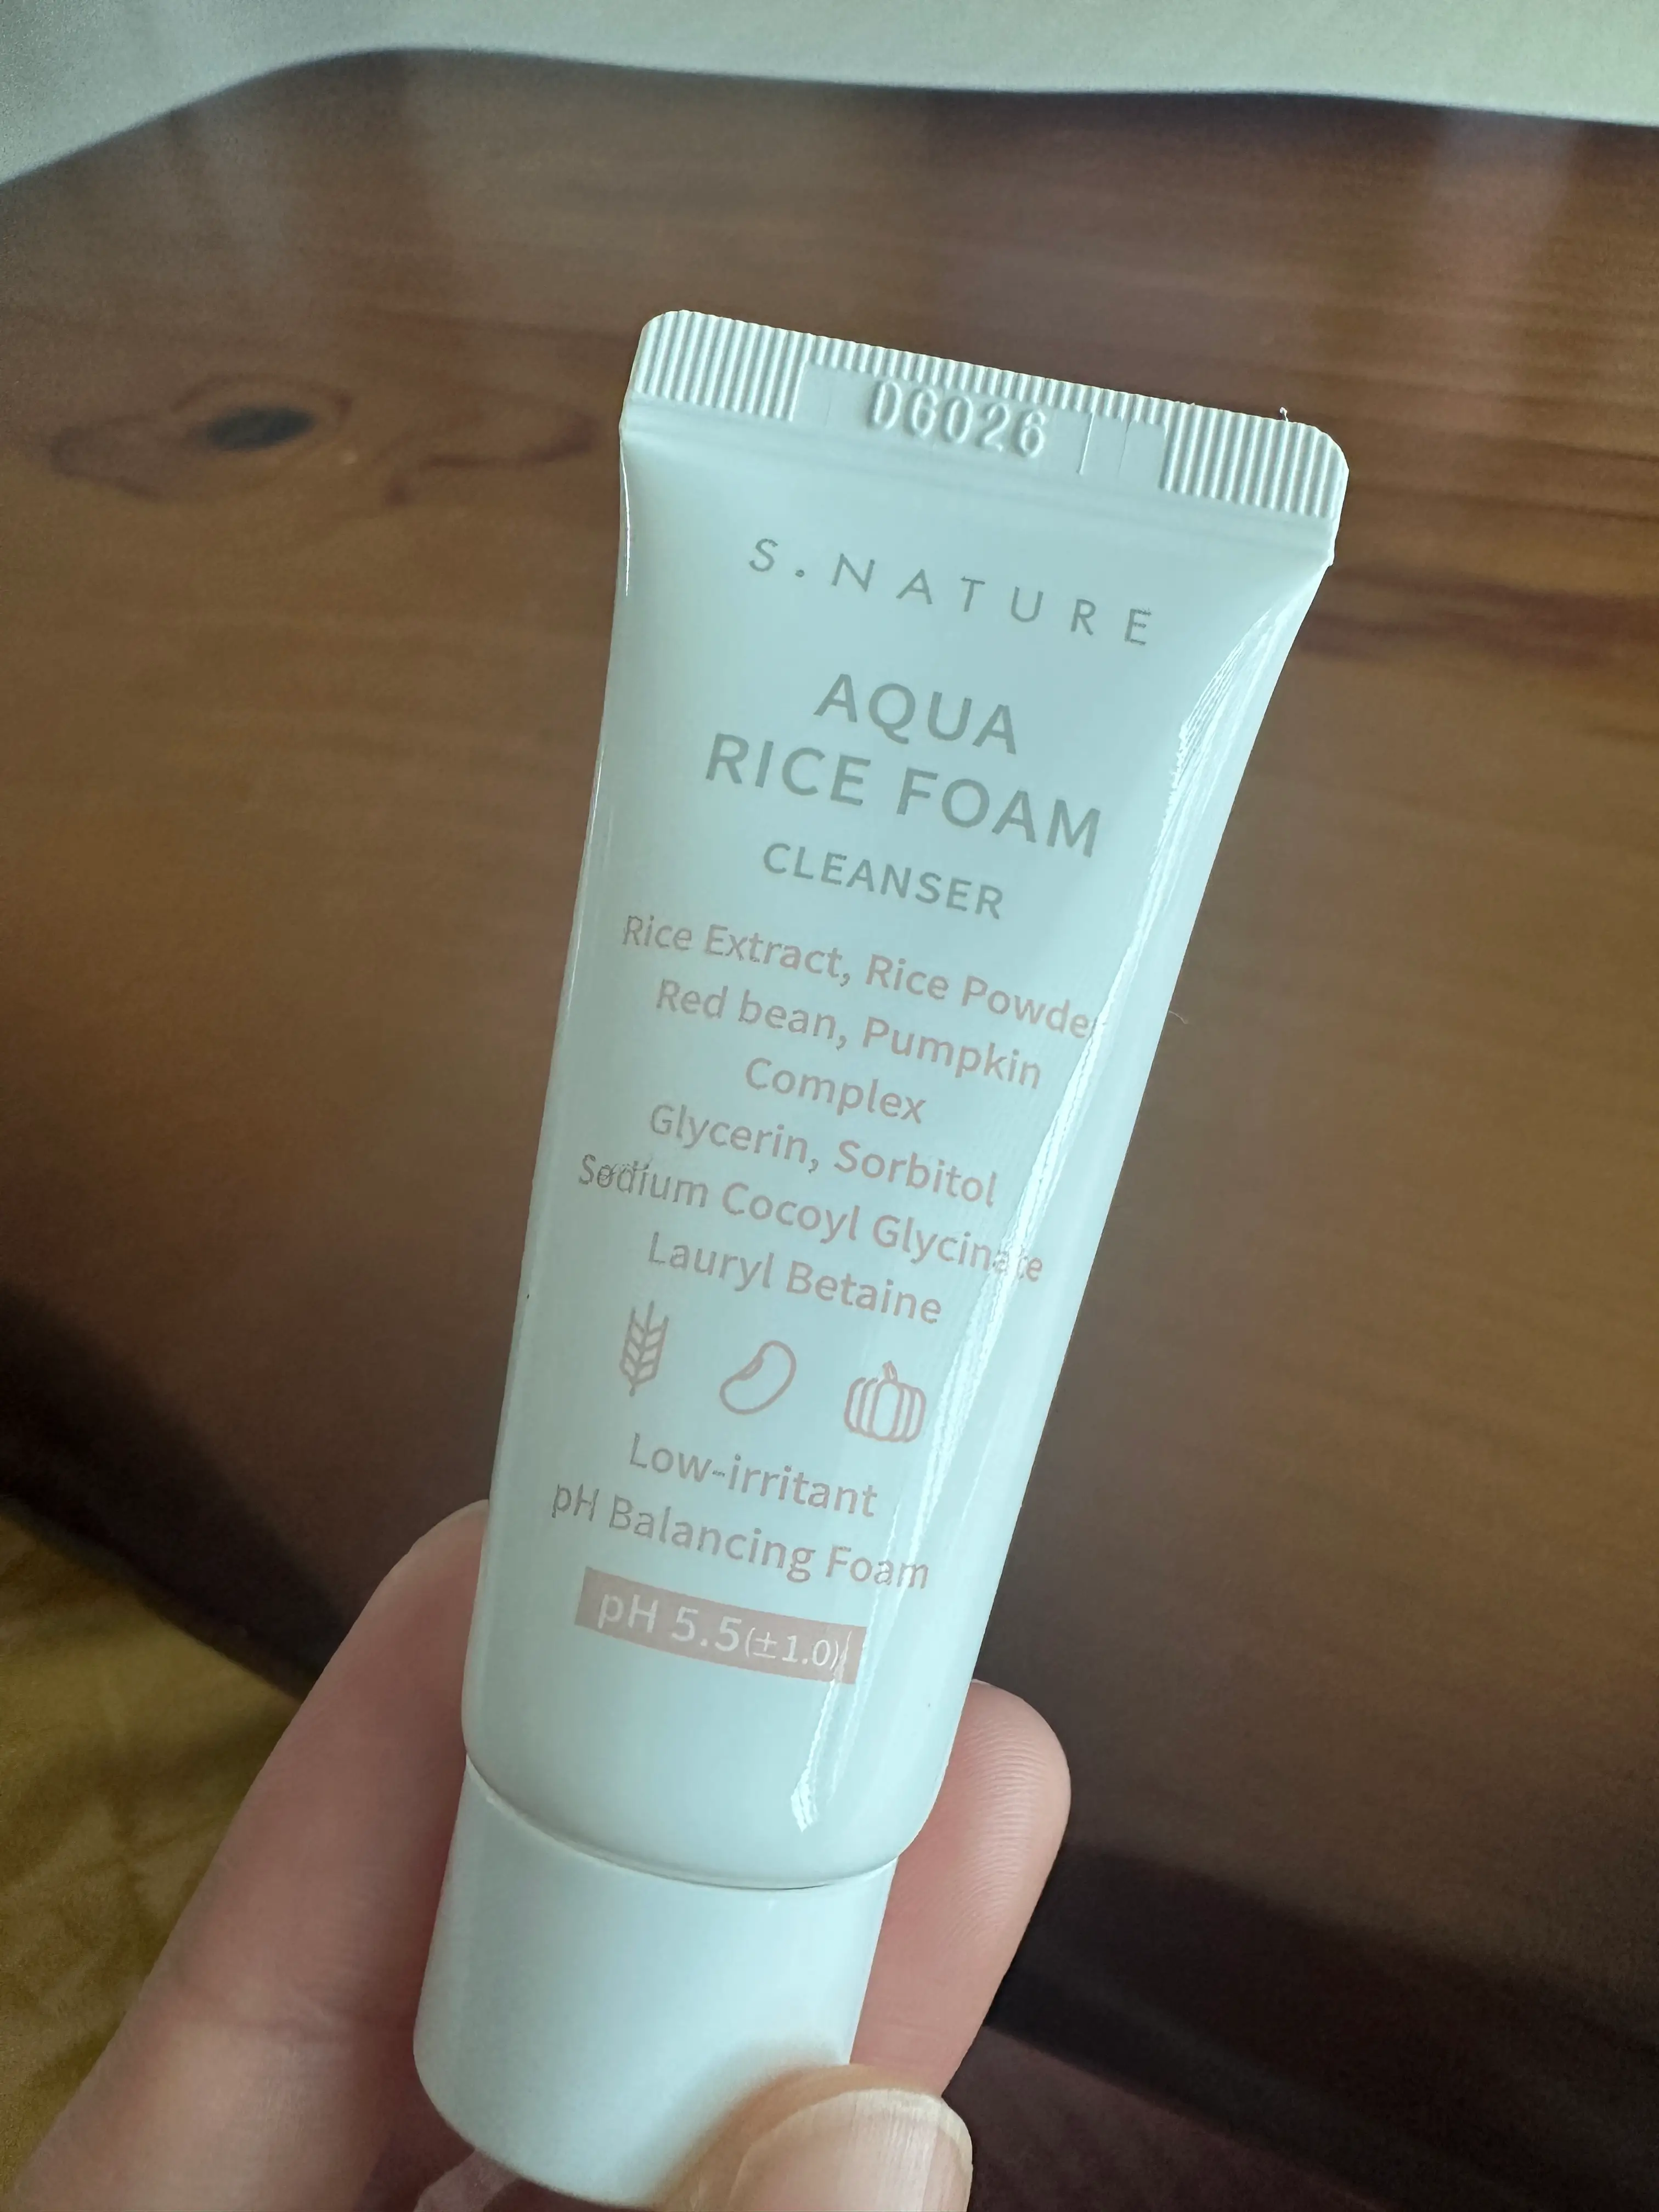 D6026
S.NATURE
AQUA
RICE FOAM
CLEANSER
Rice Extract, Rice Powder
Red bean, Pumpkin
Complex
Glycerin, Sorbitol
Sodium Cocoyl Glycinate
Lauryl Betaine
Low-irritant
pH Balancing Foam
pH 5.5(±1.0)